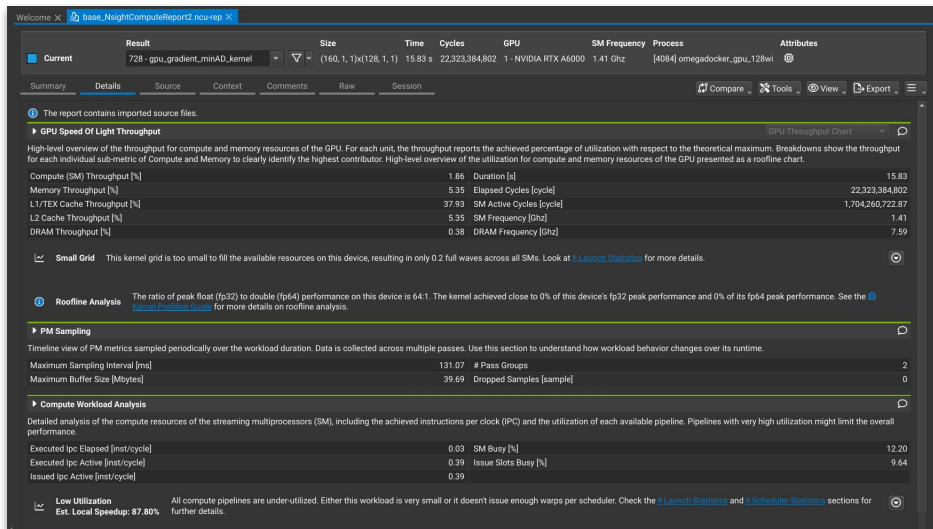 Welcome
base_NsightComputeReport2.ncu-rep
Result Size Time Cycles GPU SM Frequency Process Attributes
Current 728 - gpu_gradient_minAD_kernel (160, 1, 1)x(128, 1, 1) 15.83 s 22,323,384,802 1 - NVIDIA RTX A6000 1.41 Ghz [4084] omegadocker_gpu_128wi
Summary Details Source Context Comments Raw Session Compare Tools View Export
The report contains imported source files.
GPU Speed Of Light Throughput GPU Throughput Chart
High-level overview of the throughput for compute and memory resources of the GPU. For each unit, the throughput reports the achieved percentage of utilization with respect to the theoretical maximum. Breakdowns show the throughput
for each individual sub-metric of Compute and Memory to clearly identify the highest contributor. High-level overview of the utilization for compute and memory resources of the GPU presented as a roofline chart.
Compute (SM) Throughput [%] 1.86 Duration [s] 15.83
Memory Throughput [%] 5.35 Elapsed Cycles [cycle] 22,323,384,802
L1/TEX Cache Throughput [%] 37.93 SM Active Cycles [cycle] 1,704,260,722.87
L2 Cache Throughput [%] 5.35 SM Frequency [Ghz] 1.41
DRAM Throughput [%] 0.38 DRAM Frequency [Ghz] 7.59
Small Grid This kernel grid is too small to fill the available resources on this device, resulting in only 0.2 full waves across all SMs. Look at Launch Statistics for more details.
Roofline Analysis The ratio of peak float (fp32) to double (fp64) performance on this device is 64:1. The kernel achieved close to 0% of this device's fp32 peak performance and 0% of its fp64 peak performance. See the
Kernel Profiling Guide for more details on roofline analysis.
PM Sampling
Timeline view of PM metrics sampled periodically over the workload duration. Data is collected across multiple passes. Use this section to understand how workload behavior changes over its runtime.
Maximum Sampling Interval [ms] 131.07 # Pass Groups 2
Maximum Buffer Size [Mbytes] 39.69 Dropped Samples [sample] 0
Compute Workload Analysis
Detailed analysis of the compute resources of the streaming multiprocessors (SM), including the achieved instructions per clock (IPC) and the utilization of each available pipeline. Pipelines with very high utilization might limit the overall
performance.
Executed Ipc Elapsed [inst/cycle] 0.03 SM Busy [%] 12.20
Executed Ipc Active [inst/cycle] 0.39 Issue Slots Busy [%] 9.64
Issued Ipc Active [inst/cycle] 0.39
Low Utilization All compute pipelines are under-utilized. Either this workload is very small or it doesn't issue enough warps per scheduler. Check the Launch Statistics and Scheduler Statistics sections for
Est. Local Speedup: 87.80% further details.